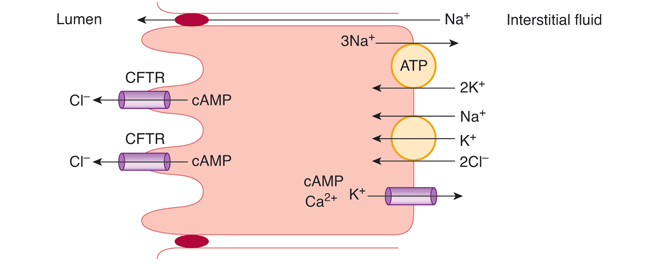 Lumen
Na⁺
Interstitial fluid
3Na⁺
ATP
CFTR
2K⁺
Cl⁻
cAMP
Na⁺
CFTR
K⁺
Cl⁻
cAMP
2Cl⁻
cAMP
Ca²⁺
K⁺